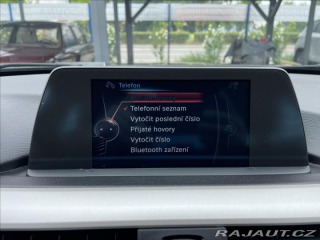 Telefon
Telefonní seznam
Vytočit poslední číslo
Přijaté hovory
Vytočit číslo
Bluetooth zařízení
RAJAUT.CZ